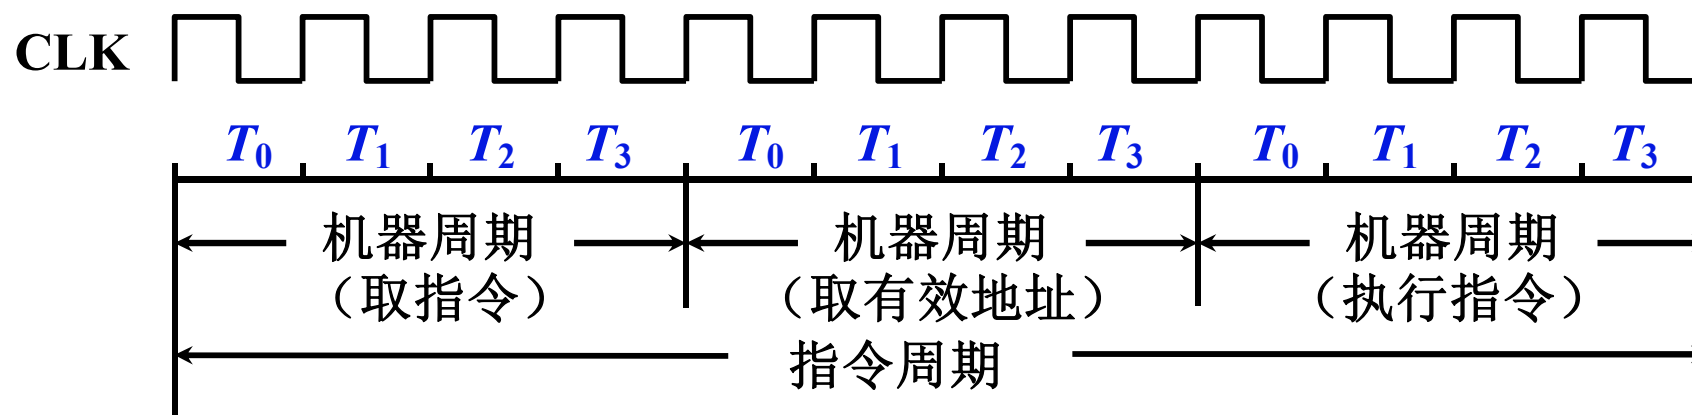 CLK
T0 T1 T2 T3 T0 T1 T2 T3 T0 T1 T2 T3
机器周期 机器周期 机器周期
（取指令） （取有效地址） （执行指令）
指令周期